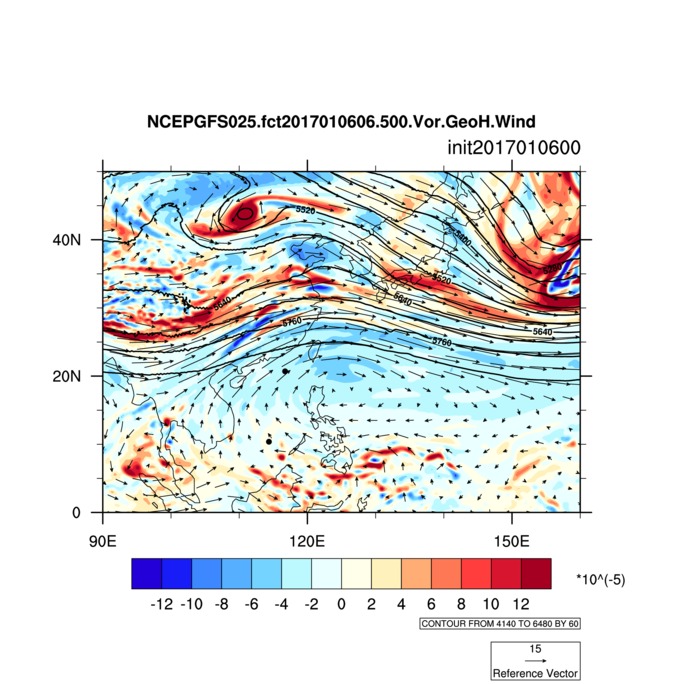 NCEPGFS025.fct2017010606.500.Vor.GeoH.Wind
init2017010600
5520
5400
40N
5520
5640
5640
5760
5640
5760
20N
0
90E 120E 150E
-12 -10 -8 -6 -4 -2 0 2 4 6 8 10 12
*10^(-5)
CONTOUR FROM 4140 TO 6480 BY 60
15
Reference Vector